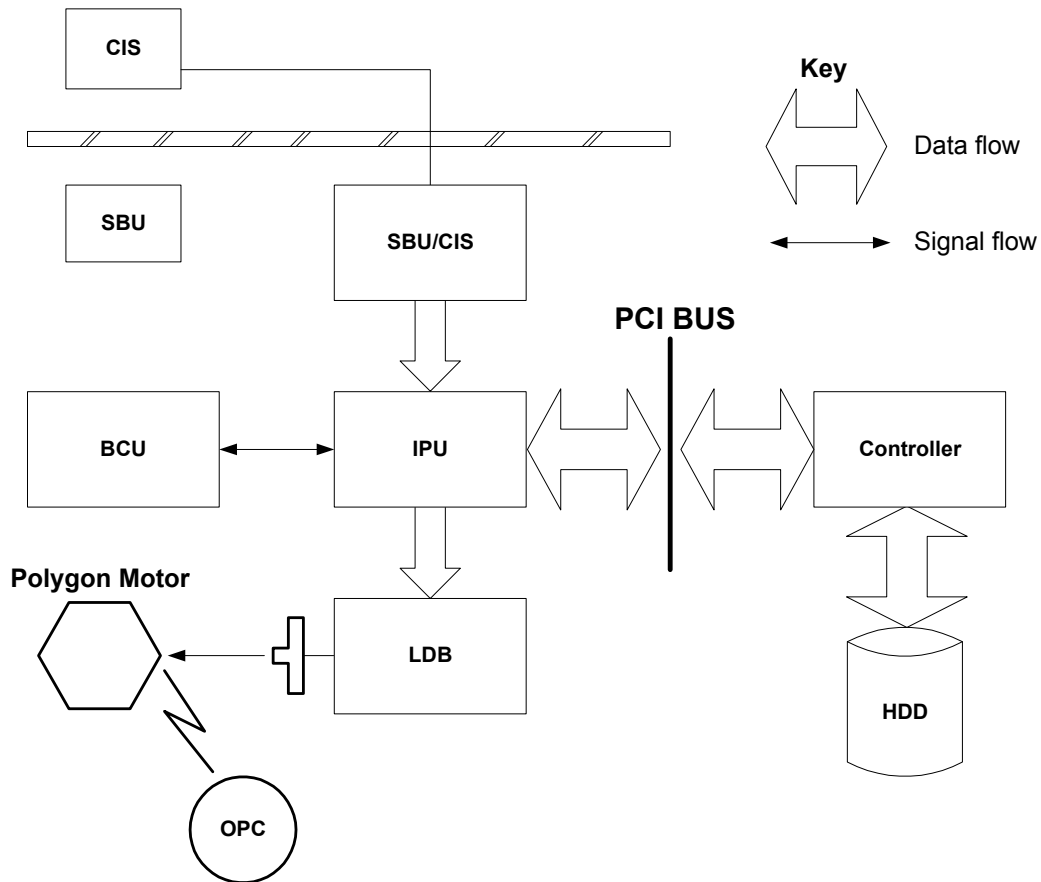 CIS
Key
Data flow
SBU
SBU/CIS
Signal flow
PCI BUS
BCU
IPU
Controller
Polygon Motor
LDB
HDD
OPC